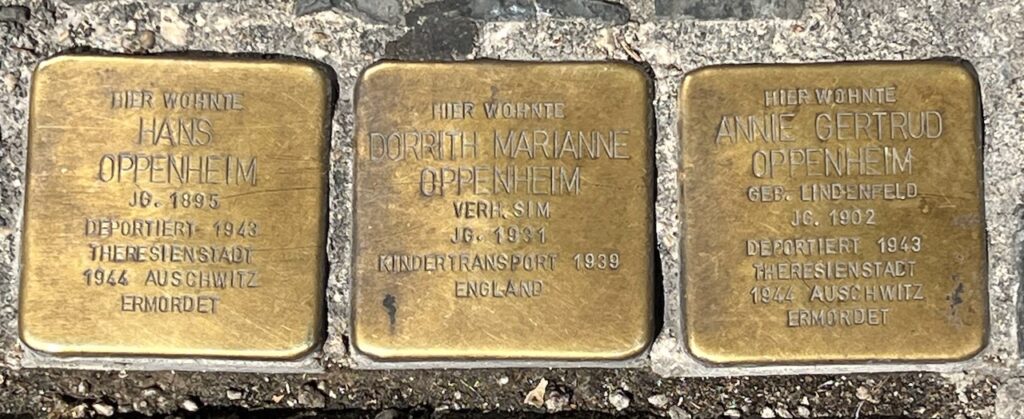 HIER WOHNTE
HANS
OPPENHEIM
JG. 1895
DEPORTIERT 1943
THERESIENSTADT
1944 AUSCHWITZ
ERMORDET
HIER WOHNTE
DORRITH MARIANNE
OPPENHEIM
VERH. SIM
JG. 1931
KINDERTRANSPORT 1939
ENGLAND
HIER WOHNTE
ANNIE GERTRUD
OPPENHEIM
GEB. LINDENFELD
JG. 1902
DEPORTIERT 1943
THERESIENSTADT
1944 AUSCHWITZ
ERMORDET